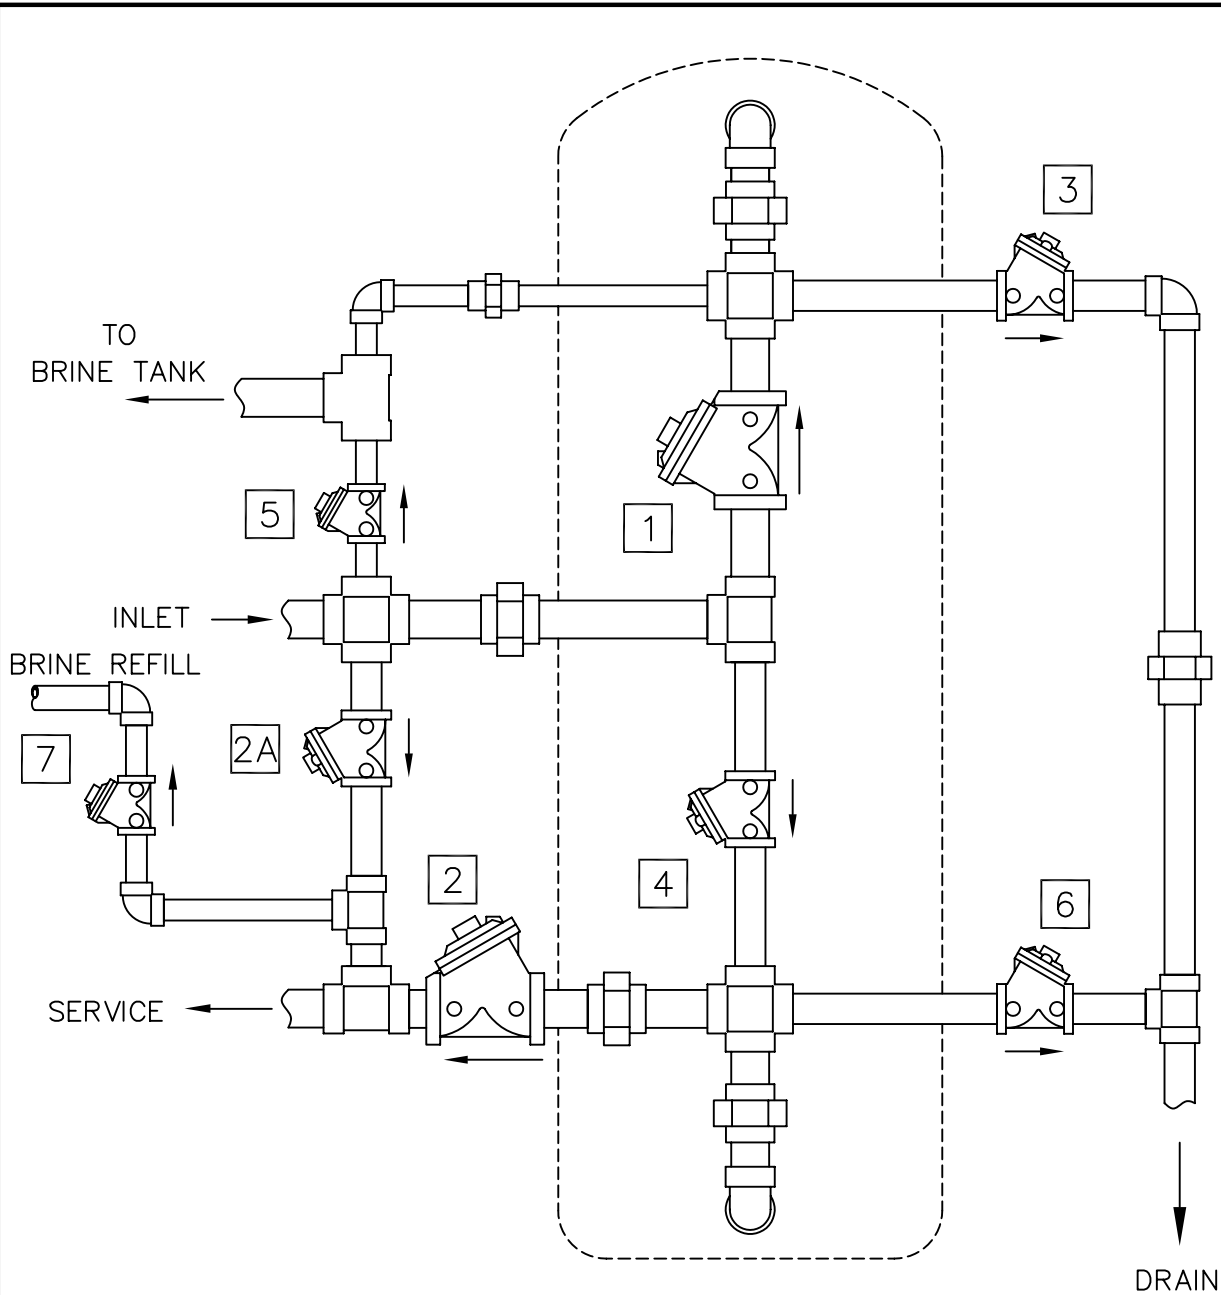 3
TO
BRINE TANK
5
1
INLET
BRINE REFILL
2A
7
2
4
6
SERVICE
DRAIN